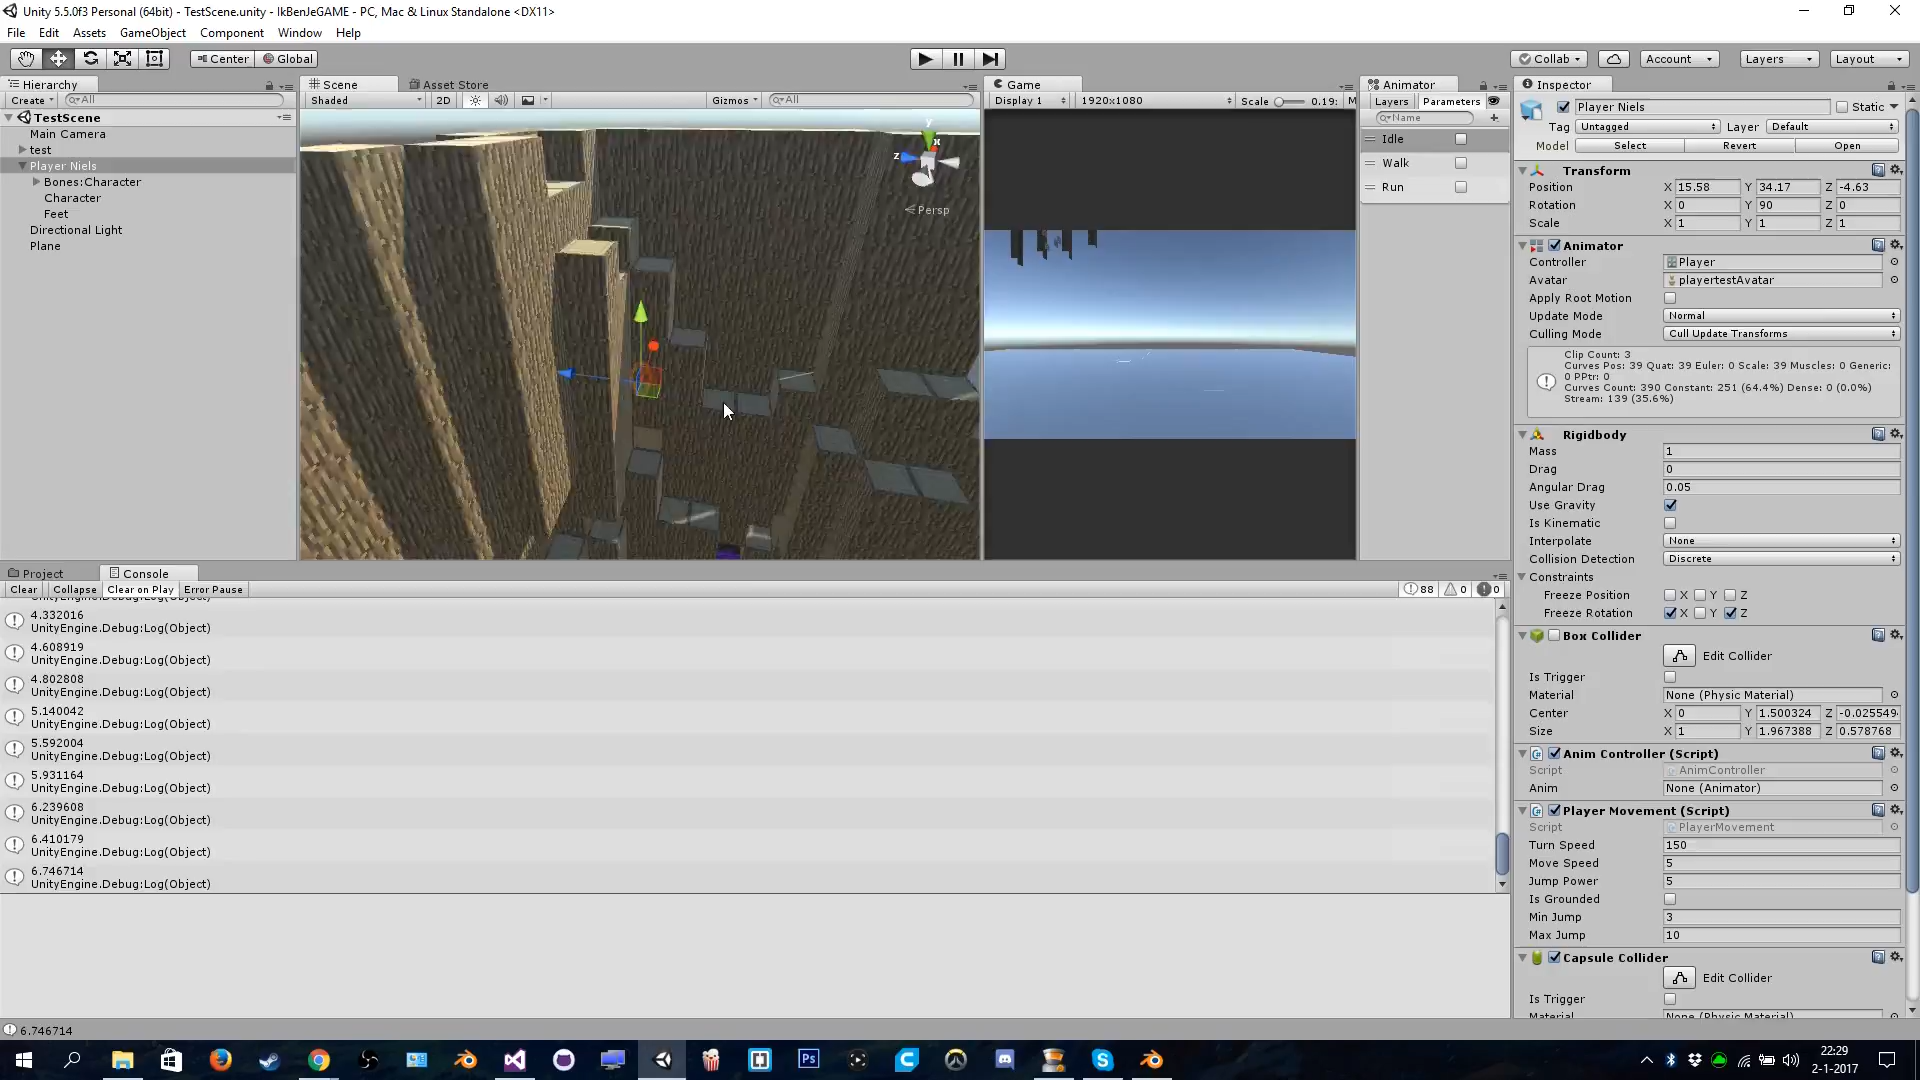 Unity 5.5.0f3 Personal (64bit) - TestScene.unity - IkBenJeGAME - PC, Mac & Linux Standalone <DX11>
File Edit Assets GameObject Component Window Help
Center Global Collab Account Layers Layout
Hierarchy
Create All
TestScene
Main Camera
test
Player Niels
Bones:Character
Character
Feet
Directional Light
Plane
Scene Asset Store
Shaded 2D Gizmos All
y
x
z
Persp
Game
Display 1 1920x1080 Scale 0.19: M
Animator
Layers Parameters
Name
Idle
Walk
Run
Inspector
Player Niels Static
Tag Untagged Layer Default
Model Select Revert Open
Transform
Position X 15.58 Y 34.17 Z -4.63
Rotation X 0 Y 90 Z 0
Scale X 1 Y 1 Z 1
Animator
Controller Player
Avatar playertestAvatar
Apply Root Motion
Update Mode Normal
Culling Mode Cull Update Transforms
Clip Count: 3
Curves Pos: 39 Quat: 39 Euler: 0 Scale: 39 Muscles: 0 Generic:
0 PPtr: 0
Curves Count: 390 Constant: 251 (64.4%) Dense: 0 (0.0%)
Stream: 139 (35.6%)
Rigidbody
Mass 1
Drag 0
Angular Drag 0.05
Use Gravity
Is Kinematic
Interpolate None
Collision Detection Discrete
Constraints
Freeze Position X Y Z
Freeze Rotation X Y Z
Box Collider
Edit Collider
Is Trigger
Material None (Physic Material)
Center X 0 Y 1.500324 Z -0.025549
Size X 1 Y 1.967388 Z 0.578768
Anim Controller (Script)
Script AnimController
Anim None (Animator)
Player Movement (Script)
Script PlayerMovement
Turn Speed 150
Move Speed 5
Jump Power 5
Is Grounded
Min Jump 3
Max Jump 10
Capsule Collider
Edit Collider
Is Trigger
Material None (Physic Material)
Project Console
Clear Collapse Clear on Play Error Pause 88 0 0
UnityEngine.Debug:Log(Object)
4.332016
UnityEngine.Debug:Log(Object)
4.608919
UnityEngine.Debug:Log(Object)
4.802808
UnityEngine.Debug:Log(Object)
5.140042
UnityEngine.Debug:Log(Object)
5.592004
UnityEngine.Debug:Log(Object)
5.931164
UnityEngine.Debug:Log(Object)
6.239608
UnityEngine.Debug:Log(Object)
6.410179
UnityEngine.Debug:Log(Object)
6.746714
UnityEngine.Debug:Log(Object)
6.746714
Ps
22:29
2-1-2017